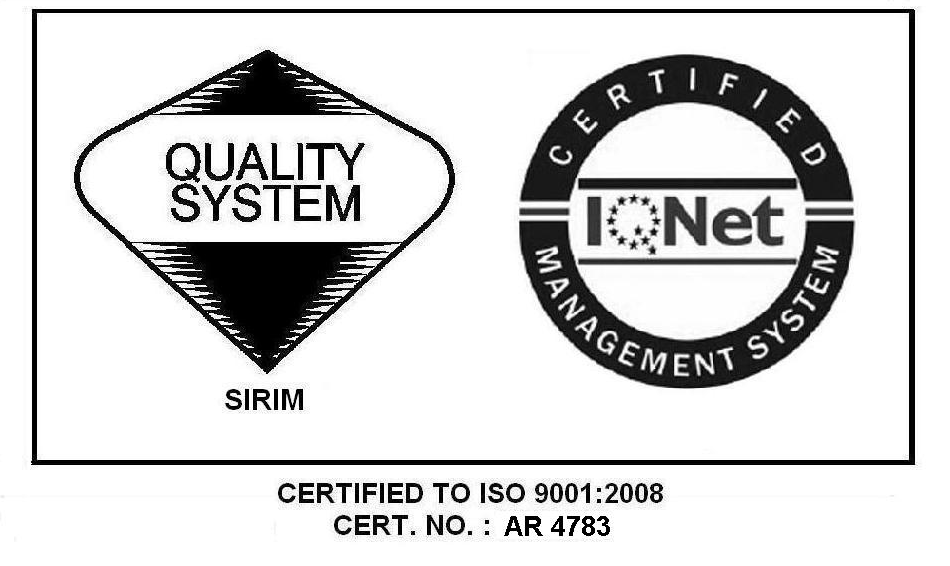 QUALITY
SYSTEM
SIRIM
CERTIFIED
IQNet
MANAGEMENT SYSTEM
CERTIFIED TO ISO 9001:2008
CERT. NO. : AR 4783